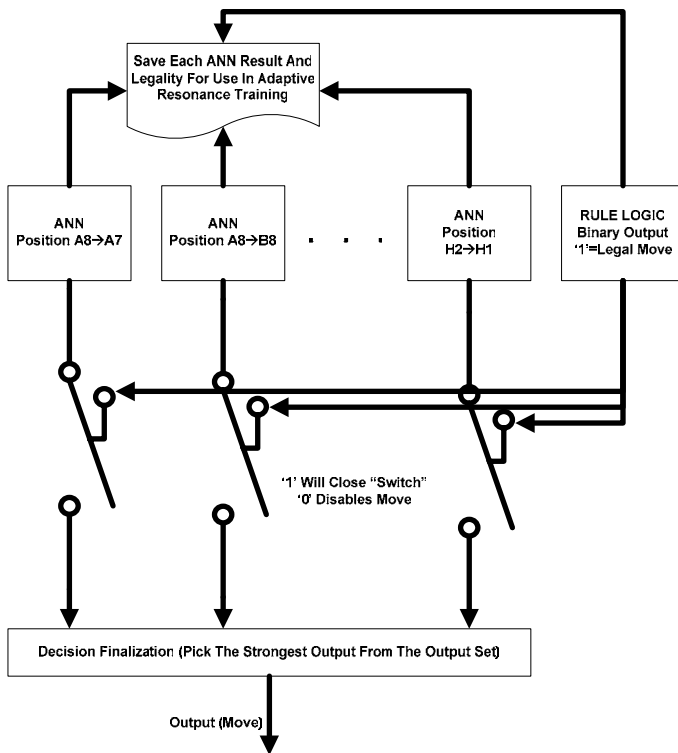 Save Each ANN Result And
Legality For Use In Adaptive
Resonance Training
ANN
Position A8→A7
ANN
Position A8→B8
. . .
ANN
Position
H2→H1
RULE LOGIC
Binary Output
‘1’=Legal Move
‘1’ Will Close “Switch”
‘0’ Disables Move
Decision Finalization (Pick The Strongest Output From The Output Set)
Output (Move)